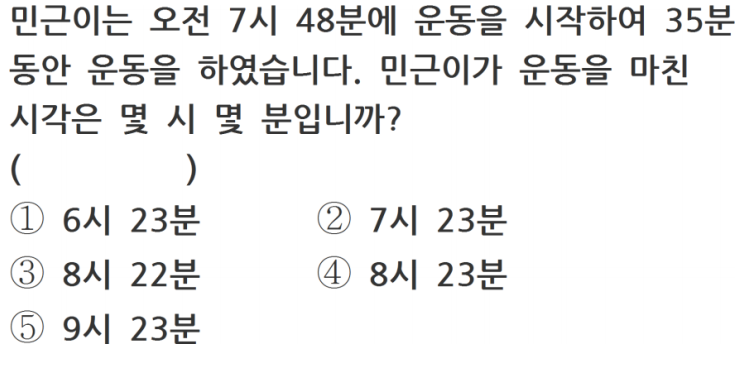 민근이는 오전 7시 48분에 운동을 시작하여 35분
동안 운동을 하였습니다. 민근이가 운동을 마친
시각은 몇 시 몇 분입니까?
(          )
① 6시 23분 ② 7시 23분
③ 8시 22분 ④ 8시 23분
⑤ 9시 23분